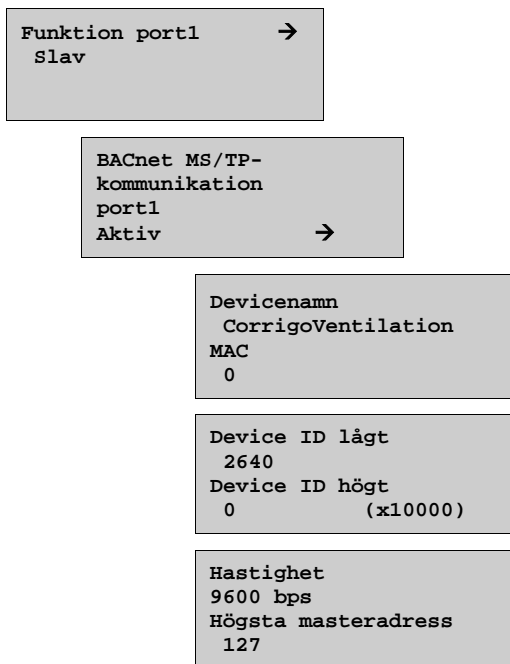 Funktion port1 →
Slav
BACnet MS/TP-
kommunikation
port1
Aktiv →
Devicenamn
CorrigoVentilation
MAC
0
Device ID lågt
2640
Device ID högt
0 (x10000)
Hastighet
9600 bps
Högsta masteradress
127